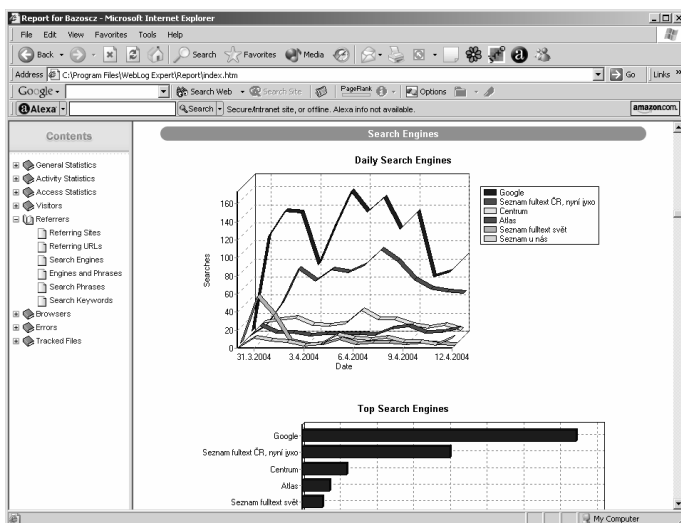 Report for Bazoscz - Microsoft Internet Explorer
File Edit View Favorites Tools Help
Back Search Favorites Media
Address C:\Program Files\WebLog Expert\Report\index.htm Go Links »
Google Search Web Search Site PageRank Options
Alexa Search Secure/intranet site, or offline. Alexa info not available. amazon.com.
Contents
General Statistics
Activity Statistics
Access Statistics
Visitors
Referrers
Referring Sites
Referring URLs
Search Engines
Engines and Phrases
Search Phrases
Search Keywords
Browsers
Errors
Tracked Files
Search Engines
Daily Search Engines
160
140
120
100
80
60
40
20
0
Searches
31.3.2004 3.4.2004 6.4.2004 9.4.2004 12.4.2004
Date
Google
Seznam fultext ČR, nyní jyxo
Centrum
Atlas
Seznam fulltext svět
Seznam u nás
Top Search Engines
Google
Seznam fultext ČR, nyní jyxo
Centrum
Atlas
Seznam fulltext svět
My Computer